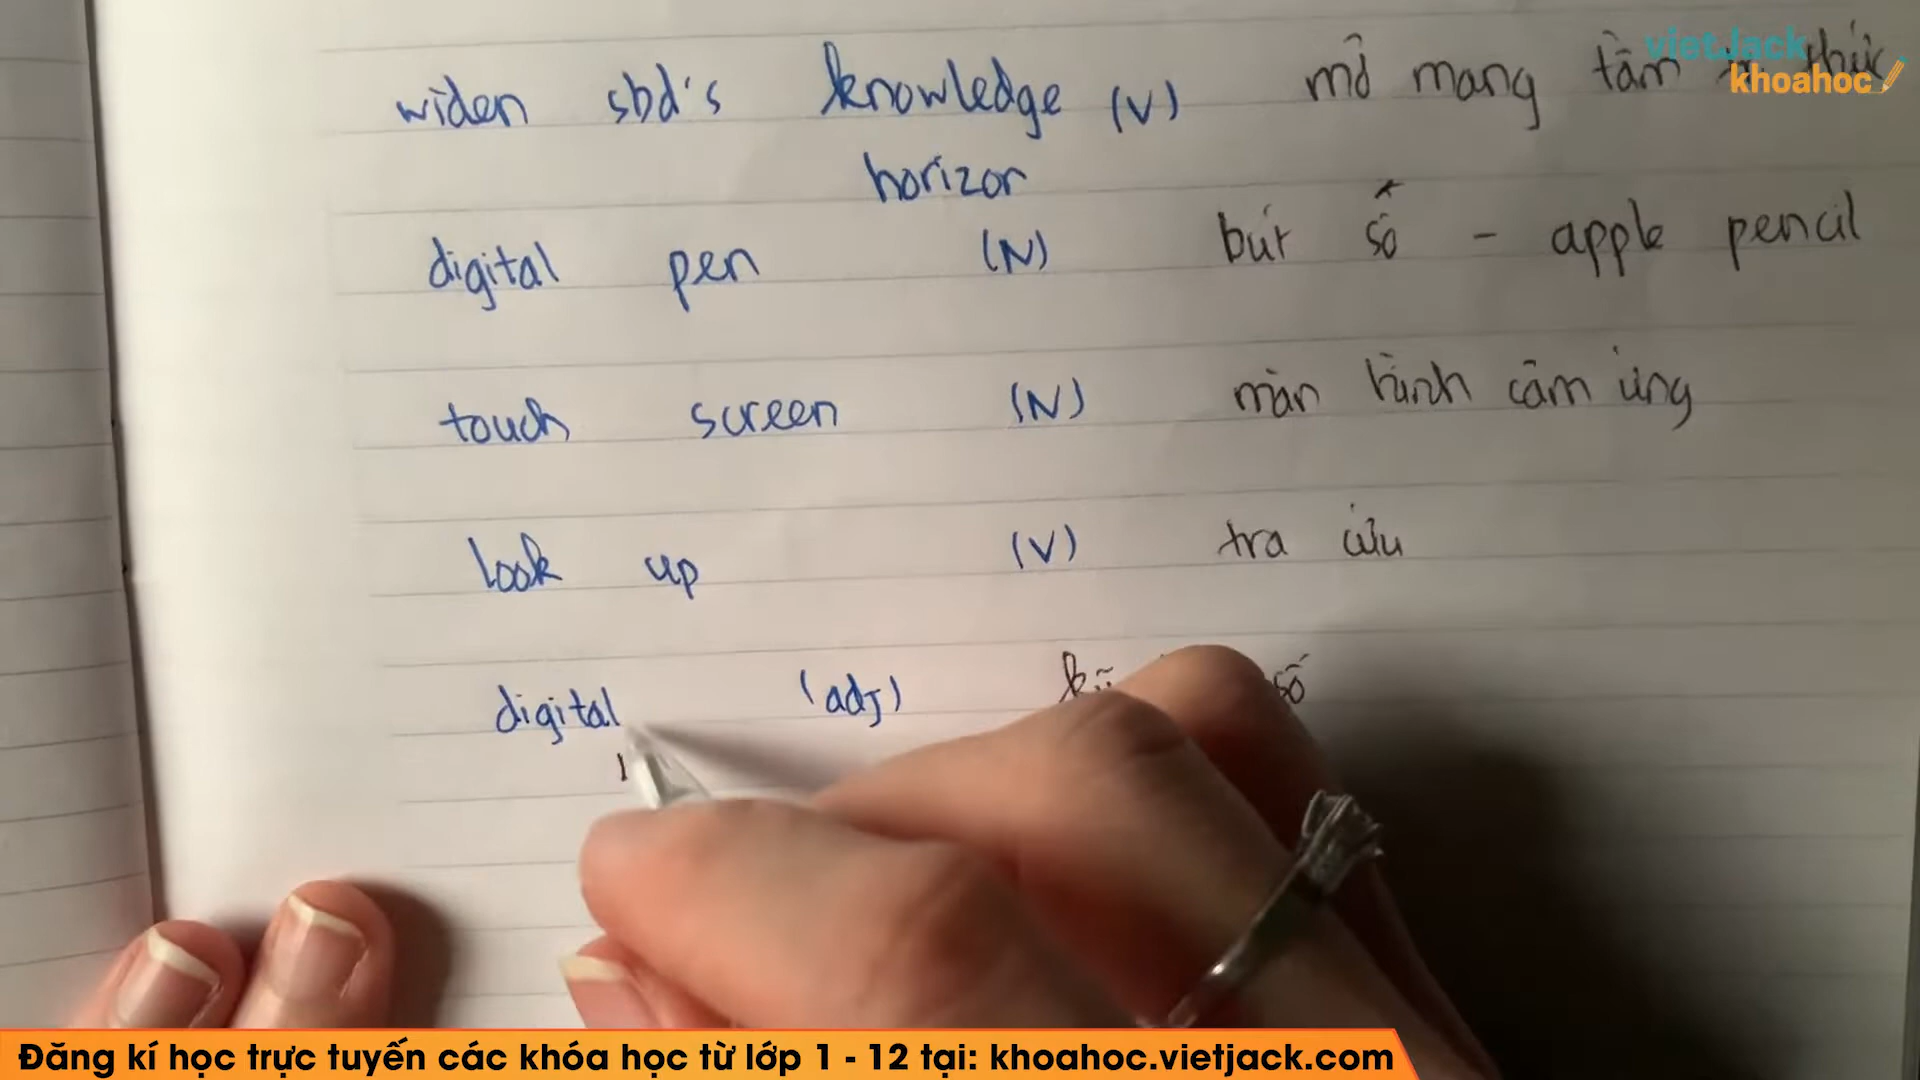 vietJack
khoahoc
widen sbd's knowledge (V) mở mang tầm tri thức
horizon
digital pen (N) bút số - apple pencil
touch screen (N) màn hình cảm ứng
look up (V) tra cứu
digital (adj) số
Đăng kí học trực tuyến các khóa học từ lớp 1 - 12 tại: khoahoc.vietjack.com